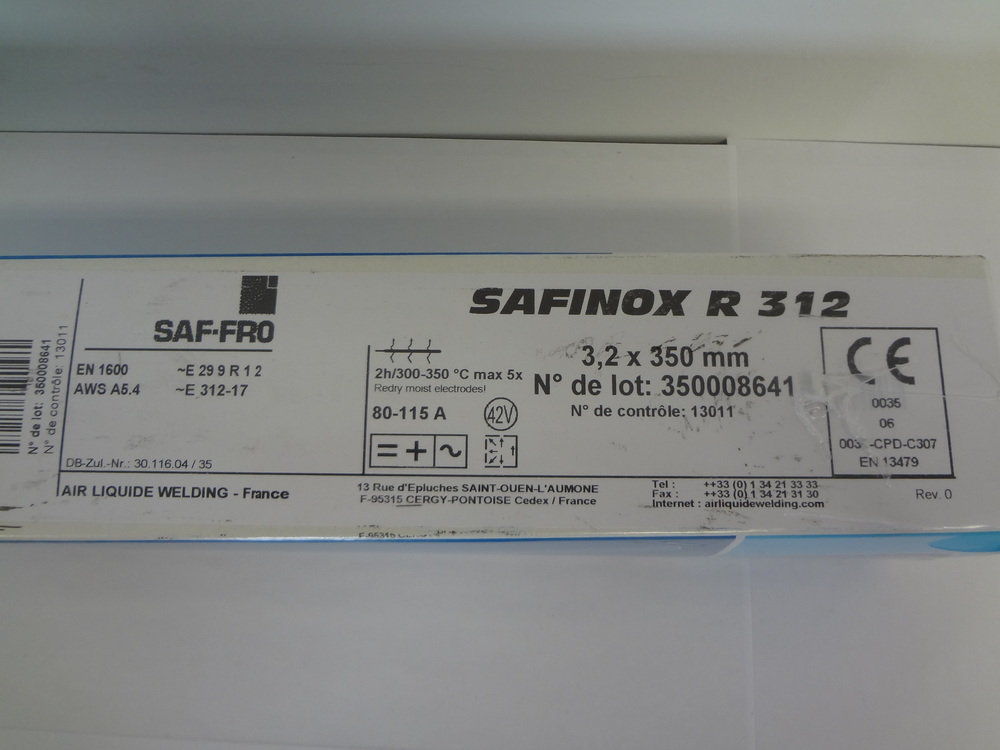 N° de lot: 350008641
N° de contrôle: 13011
SAF-FRO
EN 1600 ~E 29 9 R 1 2
AWS A5.4 ~E 312-17
DB-Zul.-Nr.: 30.116.04 / 35
2h/300-350 °C max 5x
Redry moist electrodes!
80-115 A
42V
= + ~
SAFINOX R 312
3,2 x 350 mm
N° de lot: 350008641
N° de contrôle: 13011
CE
0035
06
-CPD-C307
EN 13479
AIR LIQUIDE WELDING - France
13 Rue d'Epluches SAINT-OUEN-L'AUMONE
F-95315 CERGY-PONTOISE Cedex / France
Tel : ++33 (0) 1 34 21 33 33
Fax : ++33 (0) 1 34 21 31 30
Internet : airliquidewelding.com
Rev. 0
F-95315